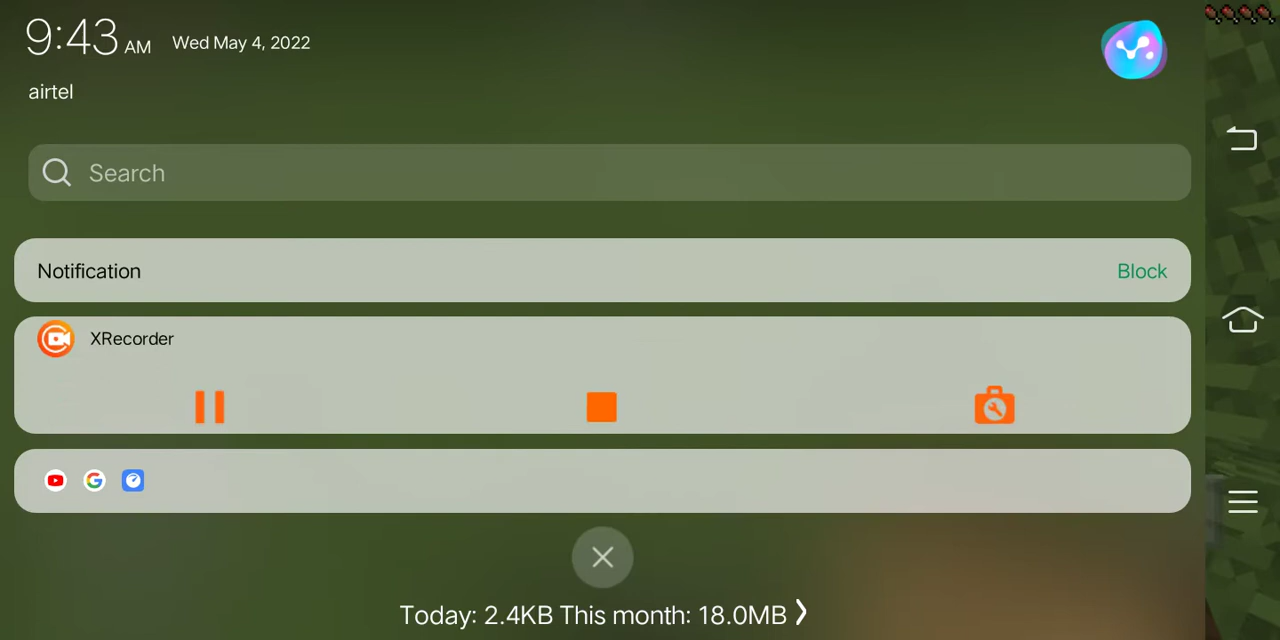 9:43 AM Wed May 4, 2022
airtel
Search
Notification Block
XRecorder
Today: 2.4KB This month: 18.0MB